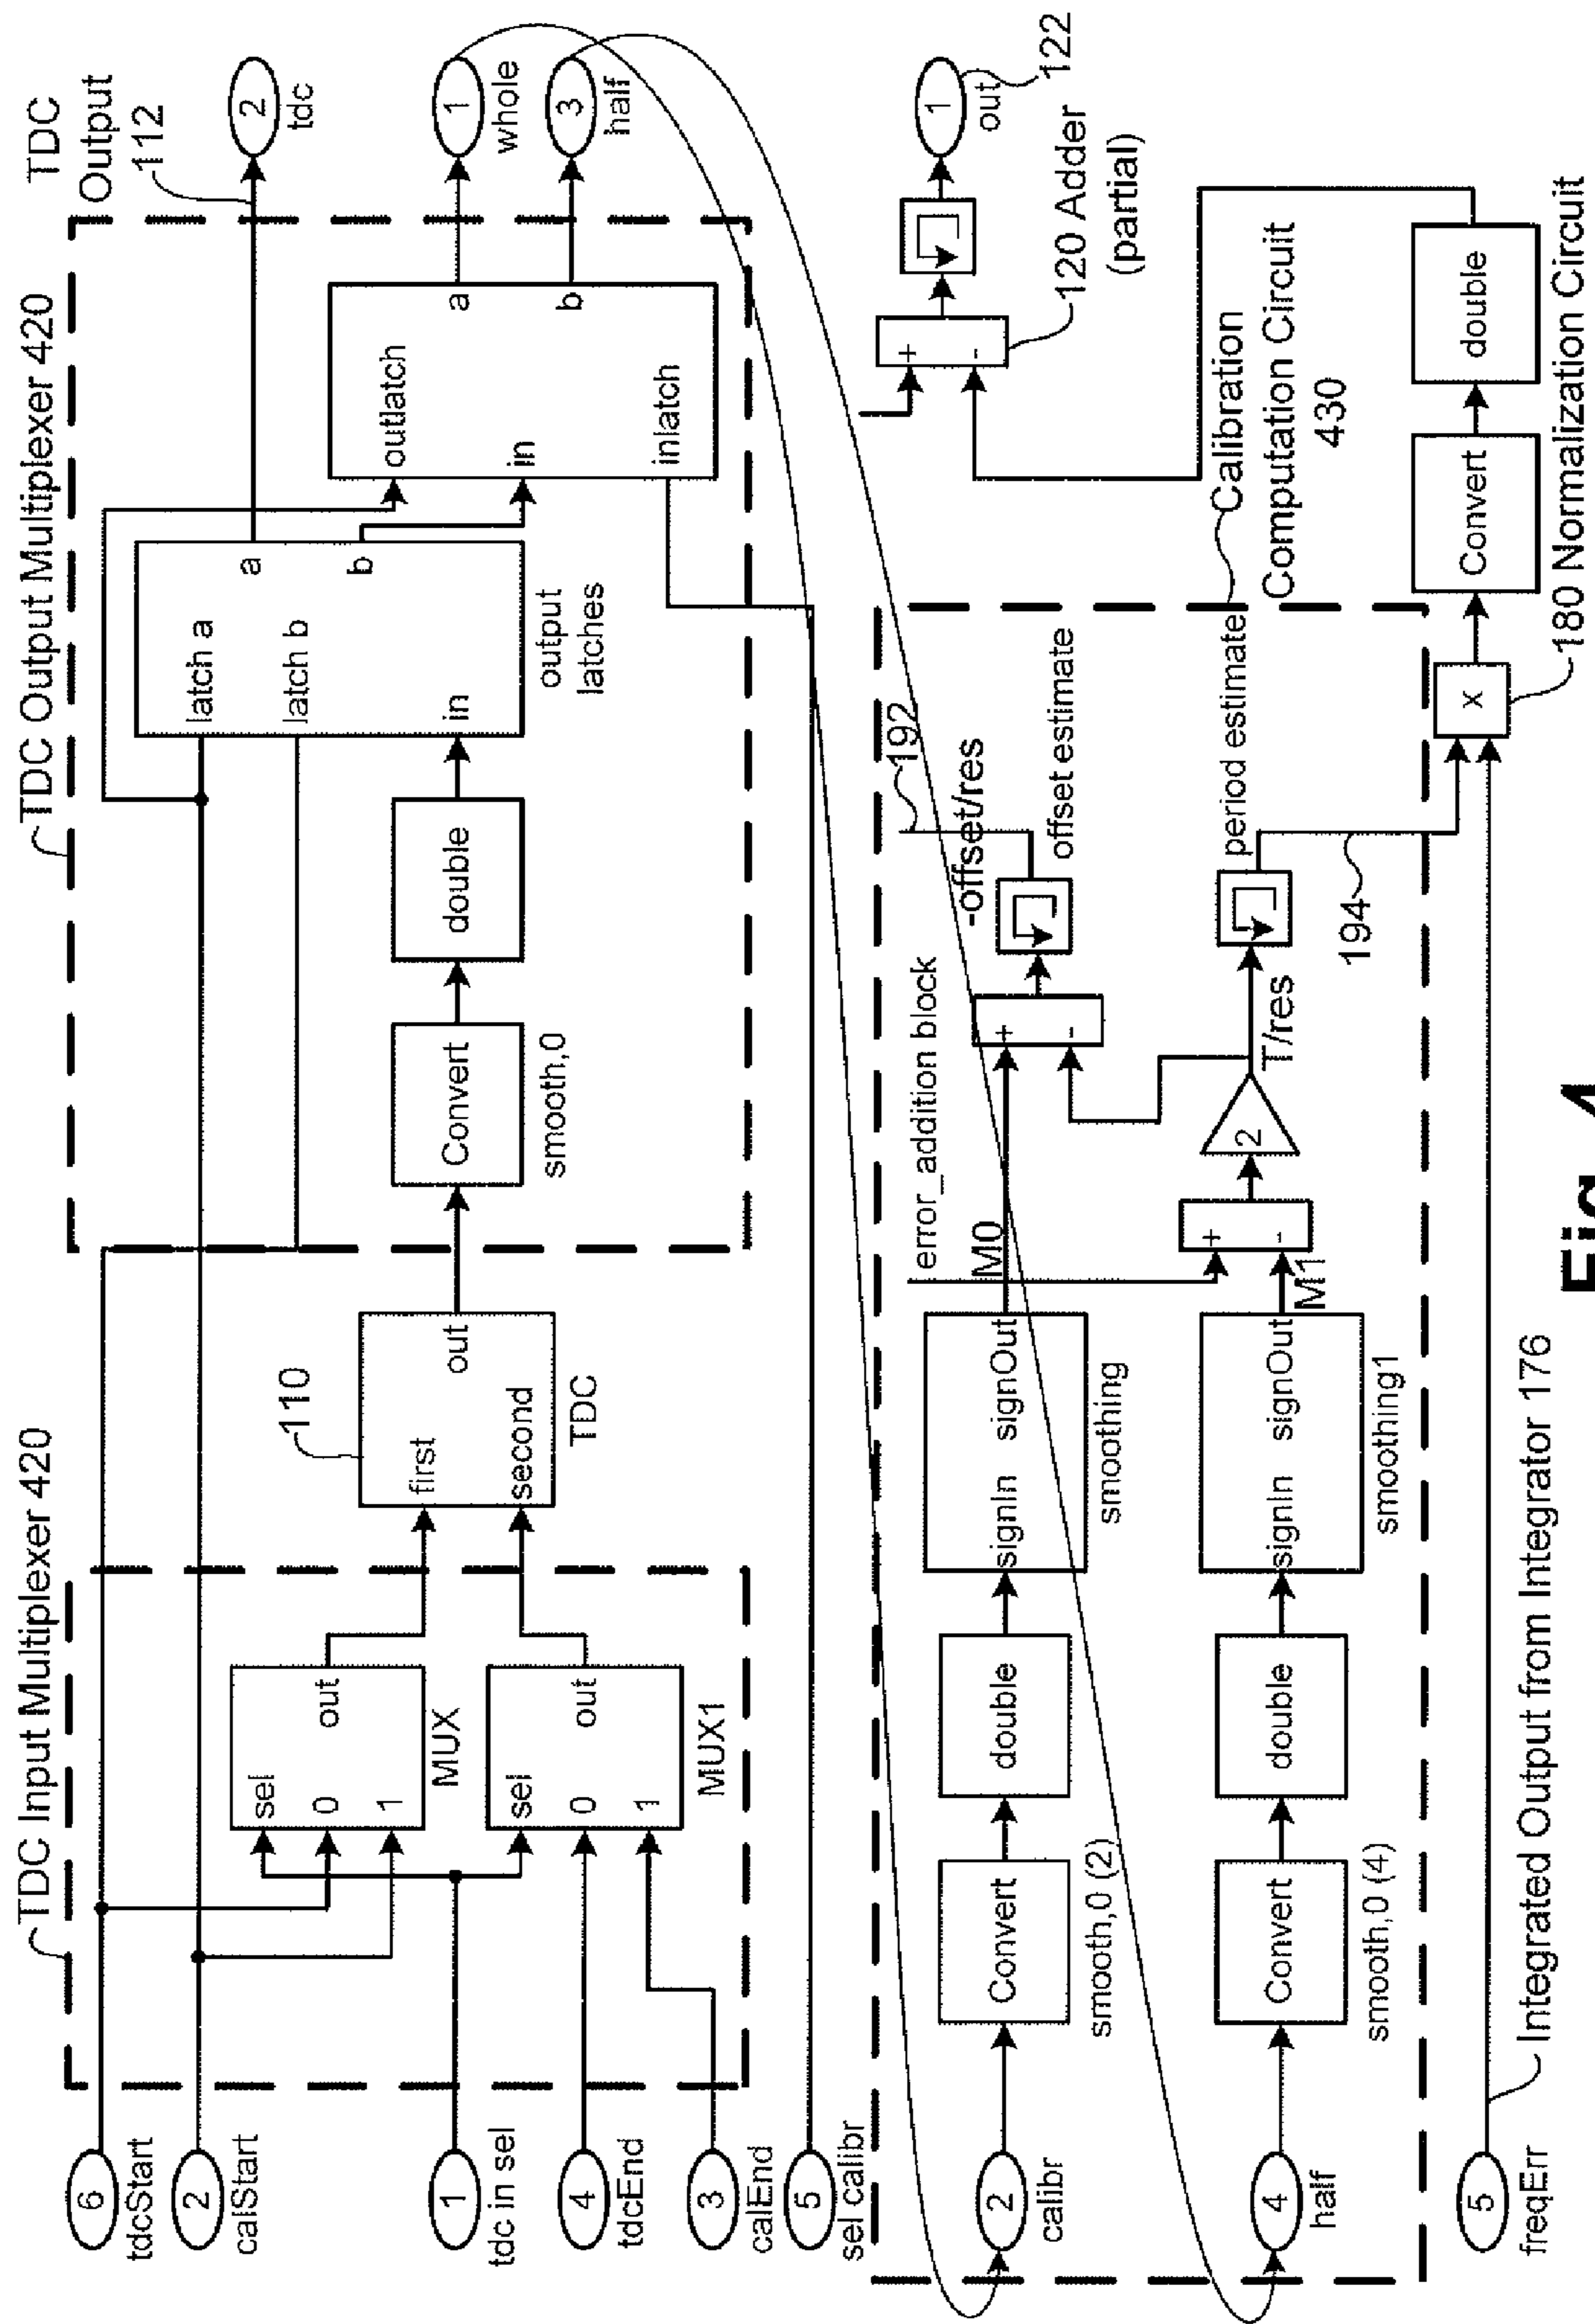 TDC Input Multiplexer 420
TDC Output Multiplexer 420
TDC
Output
112
6
tdcStart
2
calStart
1
tdc in sel
4
tdcEnd
3
calEnd
5
sel calibr
sel
0
1
out
MUX
sel
0
1
out
MUX1
110
first
second
out
TDC
Convert
smooth,0
double
latch a
latch b
in
a
b
output
latches
outlatch
in
inlatch
a
b
2
tdc
1
whole
3
half
2
calibr
Convert
smooth,0 (2)
double
signIn
signOut
smoothing
M0
error_addition block
+
-
-offset/res
192
offset estimate
4
half
Convert
smooth,0 (4)
double
signIn
signOut
smoothing1
M1
+
-
2
T/res
194
period estimate
Calibration
Computation Circuit
430
+
-
120 Adder
(partial)
1
out
122
5
freqErr
Integrated Output from Integrator 176
x
180 Normalization Circuit
Convert
double